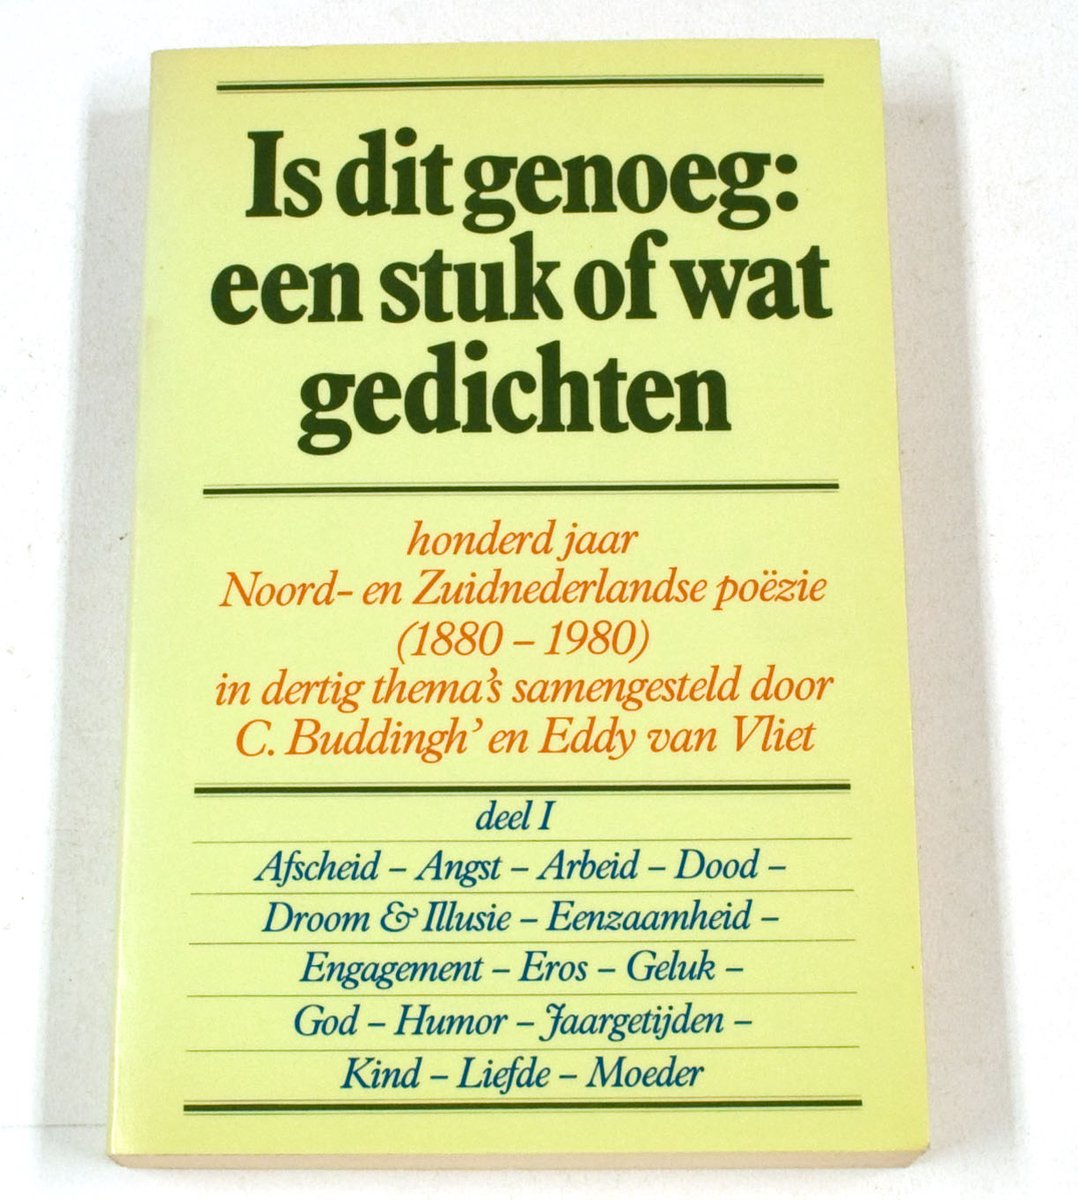 Is dit genoeg:
een stuk of wat
gedichten
honderd jaar
Noord- en Zuidnederlandse poëzie
(1880 – 1980)
in dertig thema's samengesteld door
C. Buddingh' en Eddy van Vliet
deel I
Afscheid – Angst – Arbeid – Dood –
Droom & Illusie – Eenzaamheid –
Engagement – Eros – Geluk –
God – Humor – Jaargetijden –
Kind – Liefde – Moeder